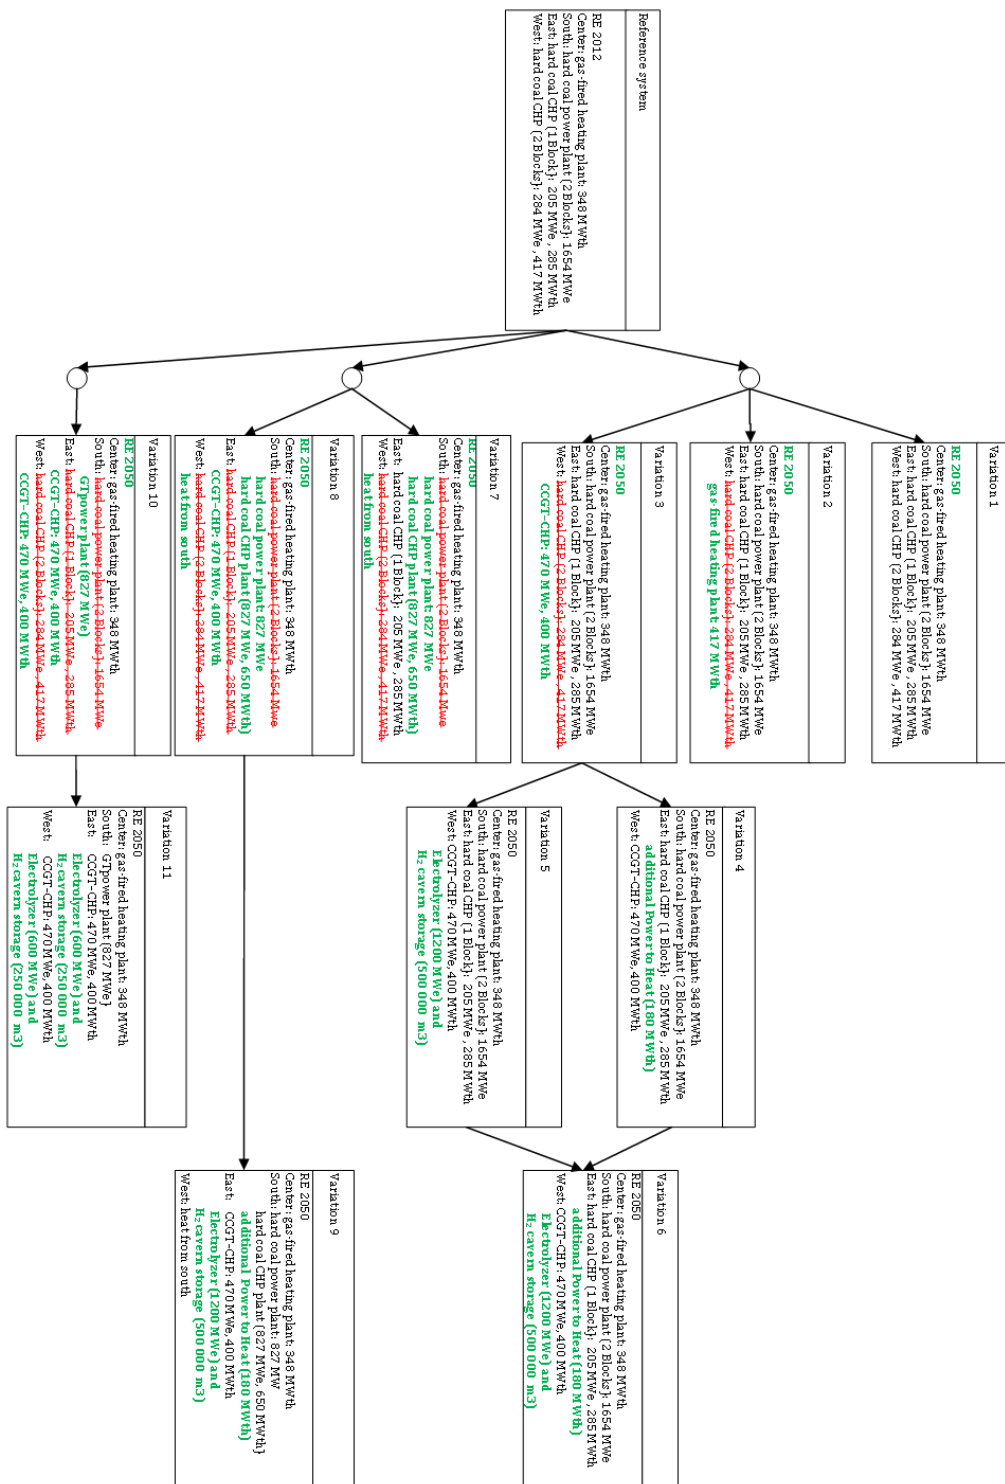 Reference system
RE 2012
Center: gas-fired heating plant: 348 MWth
South: hard coal power plant (2 Blocks): 1654 MWe
East: hard coal CHP (1 Block): 205 MWe, 285 MWth
West: hard coal CHP (2 Blocks): 284 MWe, 417 MWth
Variation 1
RE 2050
Center: gas-fired heating plant: 348 MWth
South: hard coal power plant (2 Blocks): 1654 MWe
East: hard coal CHP (1 Block): 205 MWe, 285 MWth
West: hard coal CHP (2 Blocks): 284 MWe, 417 MWth
Variation 2
RE 2050
Center: gas-fired heating plant: 348 MWth
South: hard coal power plant (2 Blocks): 1654 MWe
East: hard coal CHP (1 Block): 205 MWe, 285 MWth
West: hard coal CHP (2 Blocks): 284 MWe, 417 MWth
gas-fire d heating plant: 417 MWth
Variation 3
RE 2050
Center: gas-fired heating plant: 348 MWth
South: hard coal power plant (2 Blocks): 1654 MWe
East: hard coal CHP (1 Block): 205 MWe, 285 MWth
West: hard coal CHP (2 Blocks): 284 MWe, 417 MWth
CCGT-CHP: 470 MWe, 400 MWth
Variation 7
RE 2050
Center: gas-fired heating plant: 348 MWth
South: hard coal power plant (2 Blocks): 1654 Mwe
hard coal power plant: 827 MWe
hard coal CHP plant (827 MWe, 650 MWth)
East: hard coal CHP (1 Block): 205 MWe, 285 MWth
West: hard coal CHP (2 Blocks): 284 MWe, 417 MWth
heat from south
Variation 8
RE 2050
Center: gas-fired heating plant: 348 MWth
South: hard coal power plant (2 Blocks): 1654 Mwe
hard coal power plant: 827 MWe
hard coal CHP plant (827 MWe, 650 MWth)
East: hard coal CHP (1 Block): 205 MWe, 285 MWth
CCGT-CHP: 470 MWe, 400 MWth
West: hard coal CHP (2 Blocks): 284 MWe, 417 MWth
heat from south
Variation 10
RE 2050
Center: gas-fired heating plant: 348 MWth
South: hard coal power plant (2 Blocks): 1654 MWe
GTpower plant (827 MWe)
East: hard coal CHP (1 Block): 205 MWe, 285 MWth
CCGT-CHP: 470 MWe, 400 MWth
West: hard coal CHP (2 Blocks): 284 MWe, 417 MWth
CCGT-CHP: 470 MWe, 400 MWth
Variation 4
RE 2050
Center: gas-fired heating plant: 348 MWth
South: hard coal power plant (2 Blocks): 1654 MWe
East: hard coal CHP (1 Block): 205 MWe, 285 MWth
additional Power to Heat (180 MWth)
West: CCGT-CHP: 470 MWe, 400 MWth
Variation 5
RE 2050
Center: gas-fired heating plant: 348 MWth
South: hard coal power plant (2 Blocks): 1654 MWe
East: hard coal CHP (1 Block): 205 MWe, 285 MWth
West: CCGT-CHP: 470 MWe, 400 MWth
Electrolyzer (1200 MWe) and
H₂ cavern storage (500 000 m3)
Variation 11
RE 2050
Center: gas-fired heating plant: 348 MWth
South: GTpower plant (827 MWe)
East: CCGT-CHP: 470 MWe, 400 MWth
Electrolyzer (600 MWe) and
H₂ cavern storage (250 000 m3)
West: CCGT-CHP: 470 MWe, 400 MWth
Electrolyzer (600 MWe) and
H₂ cavern storage (250 000 m3)
Variation 6
RE 2050
Center: gas-fired heating plant: 348 MWth
South: hard coal power plant (2 Blocks): 1654 MWe
East: hard coal CHP (1 Block): 205 MWe, 285 MWth
additional Power to Heat (180 MWth)
West: CCGT-CHP: 470 MWe, 400 MWth
Electrolyzer (1200 MWe) and
H₂ cavern storage (500 000 m3)
Variation 9
RE 2050
Center: gas-fired heating plant: 348 MWth
South: hard coal power plant: 827 MW
hard coal CHP plant (827 MWe, 650 MWth)
additional Power to Heat (180 MWth)
East: CCGT-CHP: 470 MWe, 400 MWth
Electrolyzer (1200 MWe) and
H₂ cavern storage (500 000 m3)
West: heat from south